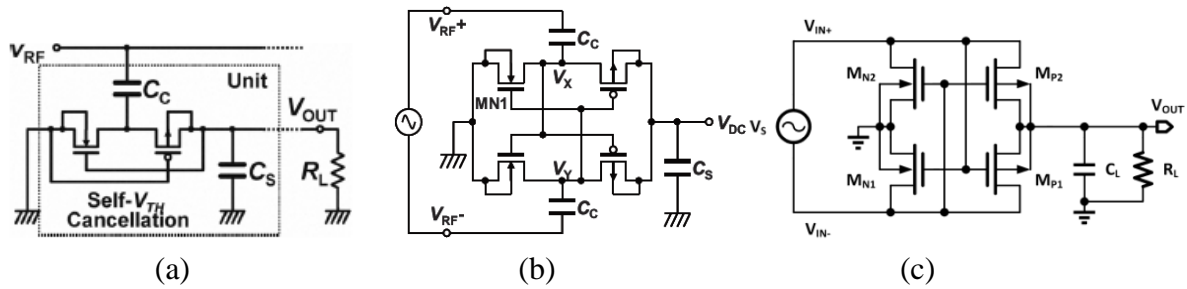 V_RF
Unit
C_C
V_OUT
C_S
R_L
Self-V_TH
Cancellation
(a)
V_RF+
C_C
V_X
MN1
V_DC V_S
V_Y
C_S
C_C
V_RF-
(b)
V_IN+
M_N2
M_P2
V_OUT
M_N1
M_P1
C_L
R_L
V_IN-
(c)